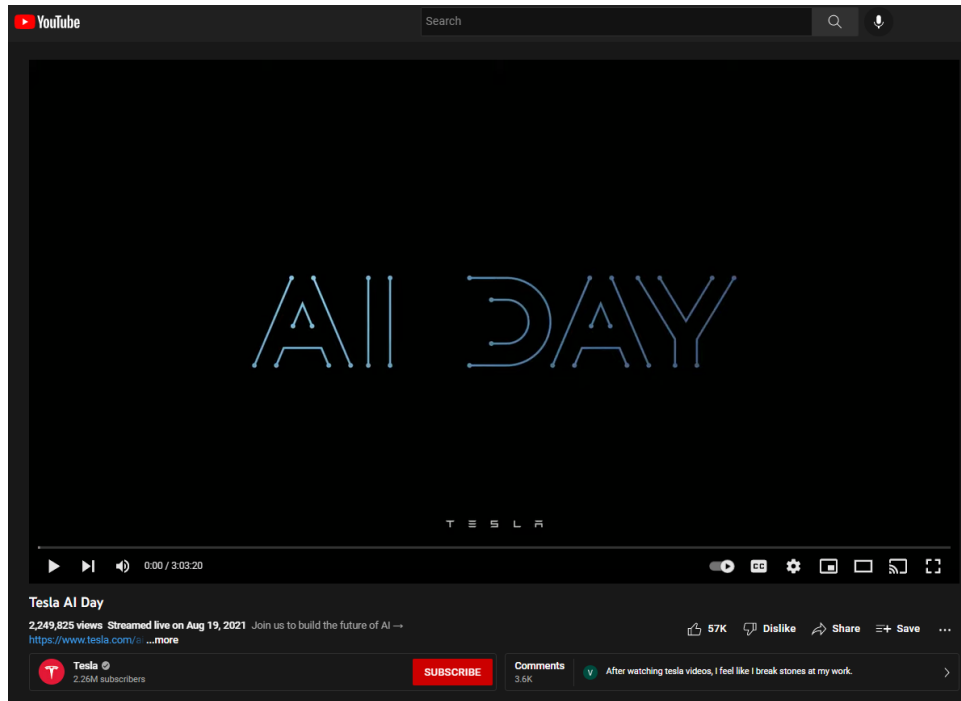 YouTube
Search
AI DAY
TESLA
0:00 / 3:03:20
CC
Tesla AI Day
2,249,825 views Streamed live on Aug 19, 2021 Join us to build the future of AI →
https://www.tesla.com/ai ...more
57K Dislike Share Save ...
Tesla
2.26M subscribers
SUBSCRIBE
Comments
3.6K
V
After watching tesla videos, I feel like I break stones at my work.